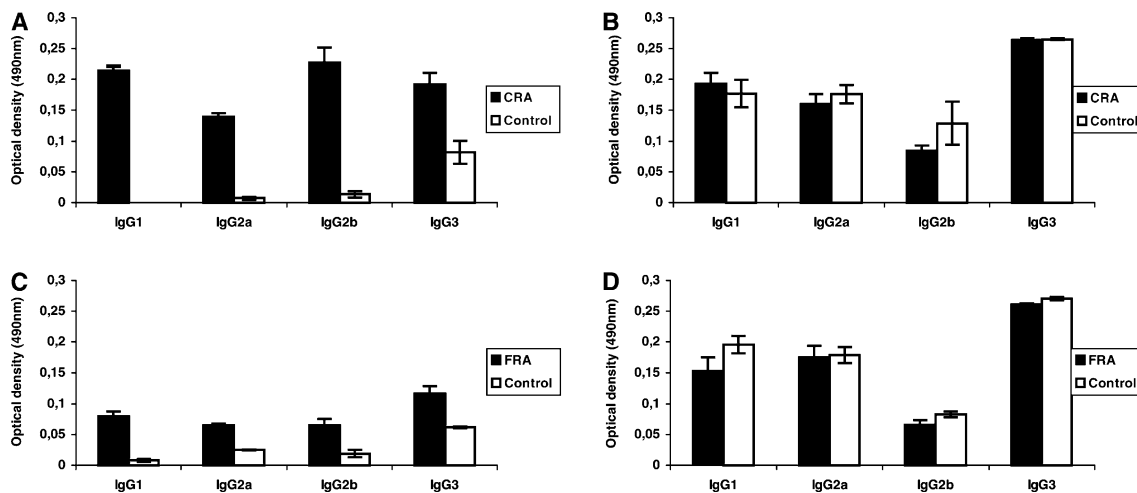 A
Optical density (490nm)
0,3
0,25
0,2
0,15
0,1
0,05
0
IgG1 IgG2a IgG2b IgG3
CRA
Control
B
Optical density (490nm)
0,3
0,25
0,2
0,15
0,1
0,05
0
IgG1 IgG2a IgG2b IgG3
CRA
Control
C
Optical density (490nm)
0,3
0,25
0,2
0,15
0,1
0,05
0
IgG1 IgG2a IgG2b IgG3
FRA
Control
D
Optical density (490nm)
0,3
0,25
0,2
0,15
0,1
0,05
0
IgG1 IgG2a IgG2b IgG3
FRA
Control